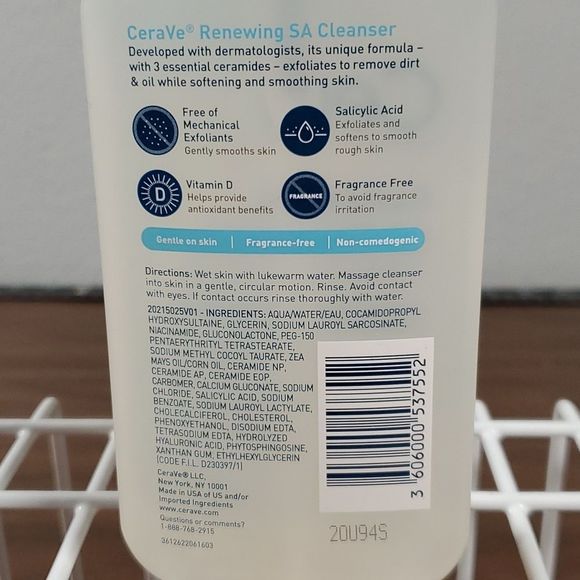 CeraVe® Renewing SA Cleanser
Developed with dermatologists, its unique formula –
with 3 essential ceramides – exfoliates to remove dirt
& oil while softening and smoothing skin.
Free of
Mechanical
Exfoliants
Gently smooths skin
Salicylic Acid
Exfoliates and
softens to smooth
rough skin
D
Vitamin D
Helps provide
antioxidant benefits
FRAGRANCE
Fragrance Free
To avoid fragrance
irritation
Gentle on skin | Fragrance-free | Non-comedogenic
Directions: Wet skin with lukewarm water. Massage cleanser
into skin in a gentle, circular motion. Rinse. Avoid contact
with eyes. If contact occurs rinse thoroughly with water.
20215025V01 - INGREDIENTS: AQUA/WATER/EAU, COCAMIDOPROPYL
HYDROXYSULTAINE, GLYCERIN, SODIUM LAUROYL SARCOSINATE,
NIACINAMIDE, GLUCONOLACTONE, PEG-150
PENTAERYTHRITYL TETRASTEARATE,
SODIUM METHYL COCOYL TAURATE, ZEA
MAYS OIL/CORN OIL, CERAMIDE NP,
CERAMIDE AP, CERAMIDE EOP,
CARBOMER, CALCIUM GLUCONATE, SODIUM
CHLORIDE, SALICYLIC ACID, SODIUM
BENZOATE, SODIUM LAUROYL LACTYLATE,
CHOLECALCIFEROL, CHOLESTEROL,
PHENOXYETHANOL, DISODIUM EDTA,
TETRASODIUM EDTA, HYDROLYZED
HYALURONIC ACID, PHYTOSPHINGOSINE,
XANTHAN GUM, ETHYLHEXYLGLYCERIN
(CODE F.I.L. D230397/1)
CeraVe® LLC,
New York, NY 10001
Made in USA of US and/or
Imported Ingredients
www.cerave.com
Questions or comments?
1-888-768-2915
3612622061603
3 606000 537552
20U94S